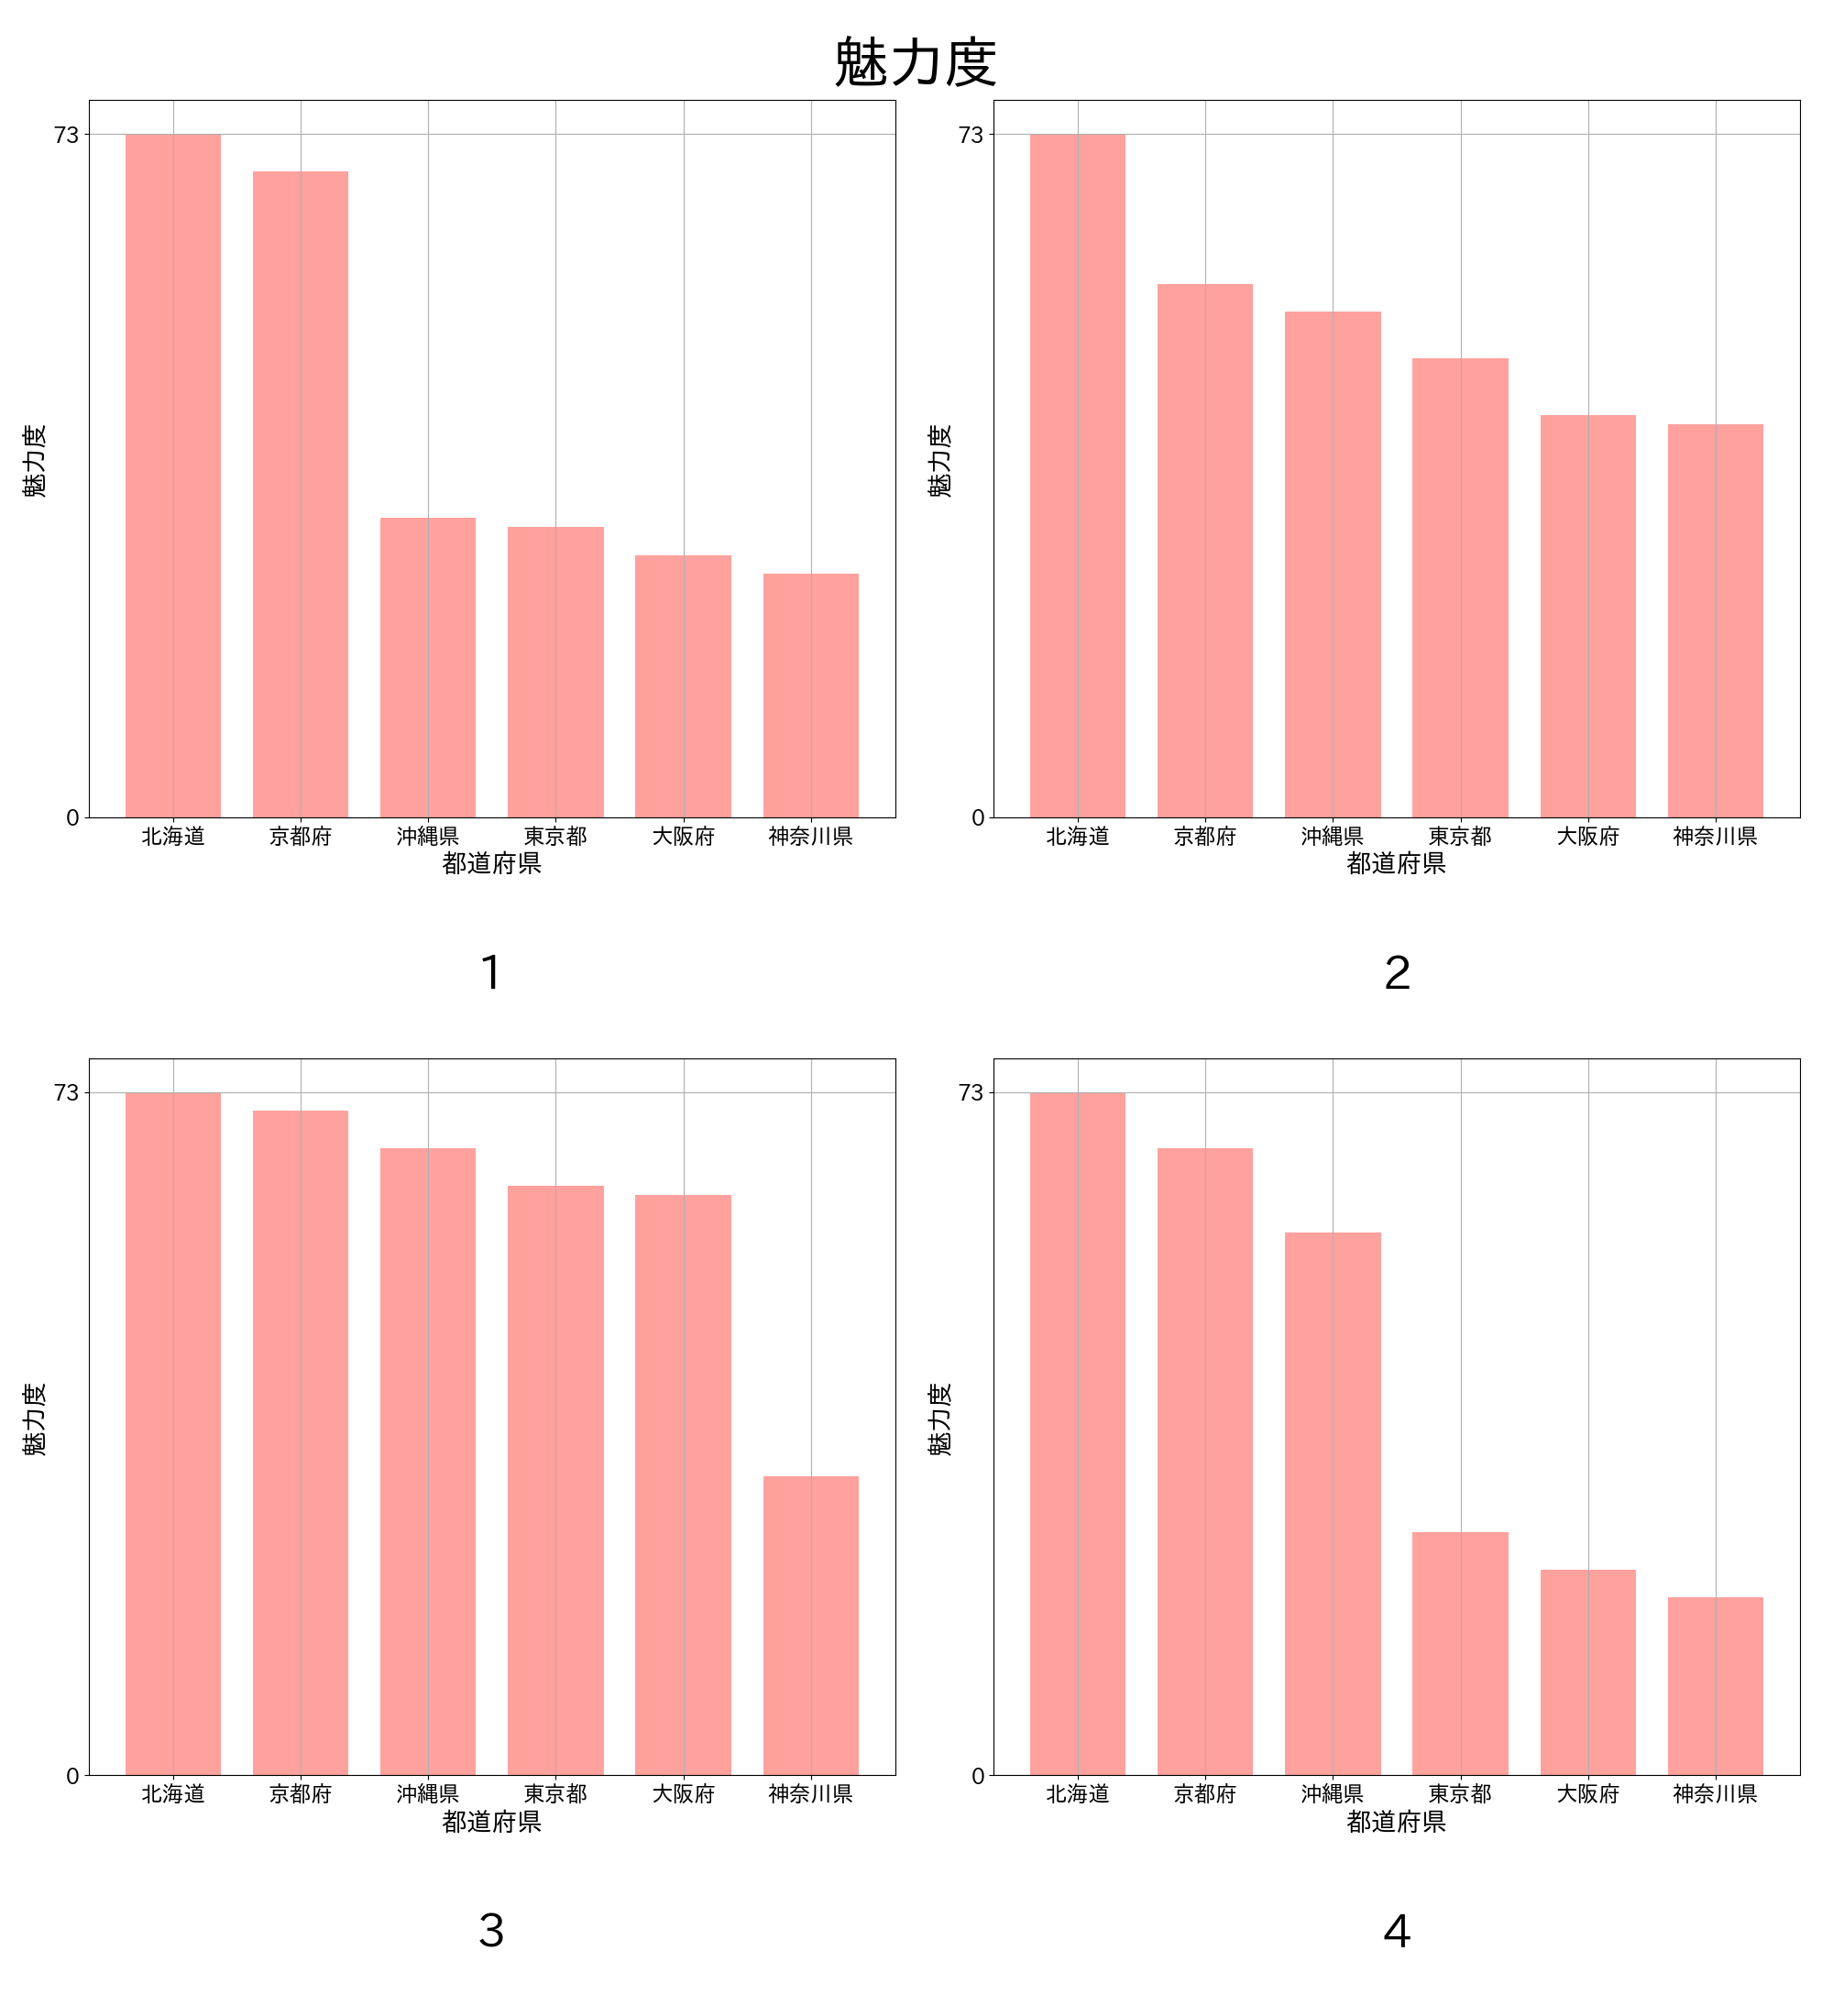 魅力度
73
0
魅力度
北海道 京都府 沖縄県 東京都 大阪府 神奈川県
都道府県
1
73
0
魅力度
北海道 京都府 沖縄県 東京都 大阪府 神奈川県
都道府県
2
73
0
魅力度
北海道 京都府 沖縄県 東京都 大阪府 神奈川県
都道府県
3
73
0
魅力度
北海道 京都府 沖縄県 東京都 大阪府 神奈川県
都道府県
4